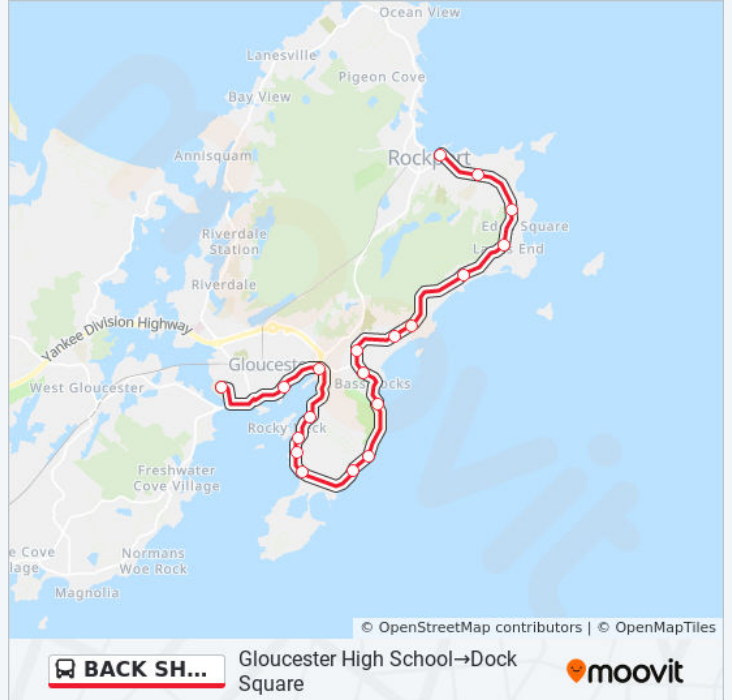 Ocean View
Lanesville
Pigeon Cove
Bay View
Annisquam
Rockport
Riverdale
Station
Edd Square
Lands End
Riverdale
Yankee Division Highway
Gloucester
West Gloucester
Bass Rocks
Rocky Neck
Freshwater
Cove Village
e Cove
lage
Normans
Woe Rock
Magnolia
© OpenStreetMap contributors | © OpenMapTiles
BACK SH...
Gloucester High School→Dock
Square
moovit